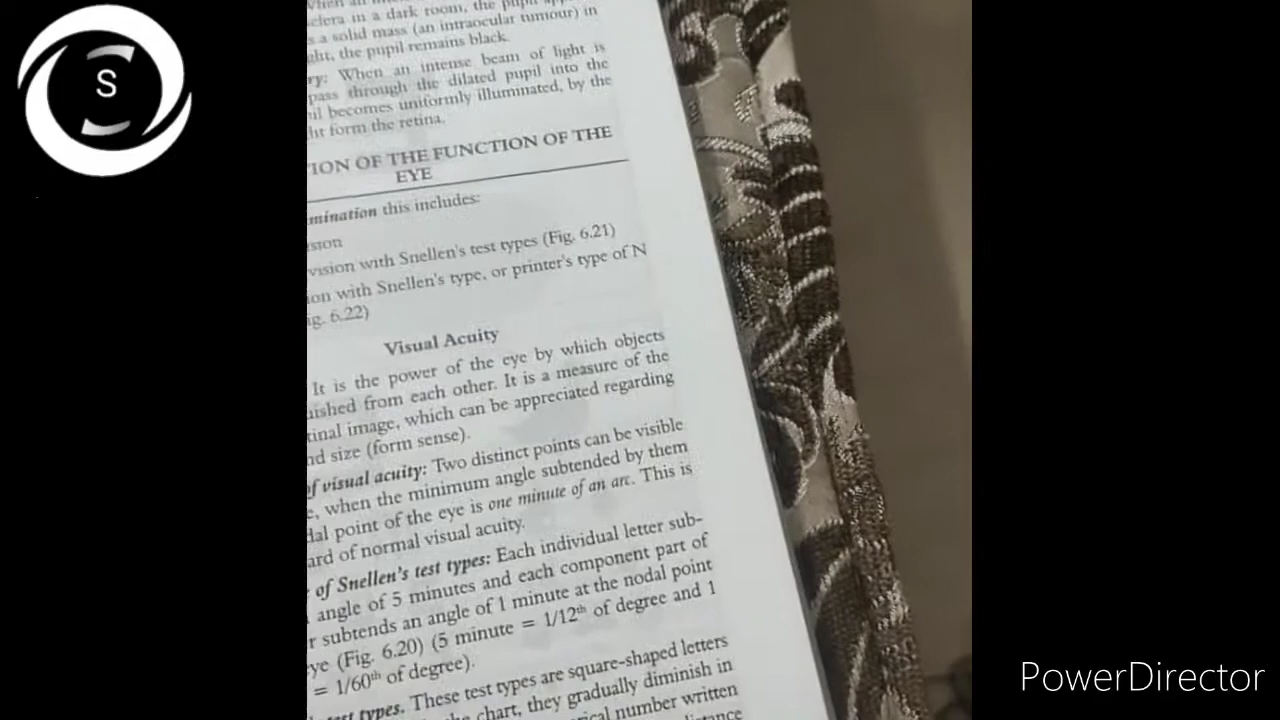 S
sclera in a dark room, the pupil
s a solid mass (an intraocular tumour) in
ght, the pupil remains black.
ry: When an intense beam of light is
pass through the dilated pupil into the
il becomes uniformly illuminated, by the
ht form the retina.
TION OF THE FUNCTION OF THE
EYE
mination this includes:
sion
vision with Snellen's test types (Fig. 6.21)
ion with Snellen's type, or printer's type of N
ig. 6.22)
Visual Acuity
It is the power of the eye by which objects
uished from each other. It is a measure of the
tinal image, which can be appreciated regarding
nd size (form sense).
of visual acuity: Two distinct points can be visible
e, when the minimum angle subtended by them
dal point of the eye is one minute of an arc. This is
ard of normal visual acuity.
of Snellen's test types: Each individual letter sub-
angle of 5 minutes and each component part of
r subtends an angle of 1 minute at the nodal point
ye (Fig. 6.20) (5 minute = 1/12th of degree and 1
= 1/60th of degree).
test types. These test types are square-shaped letters
the chart, they gradually diminish in
rical number written
distance
PowerDirector